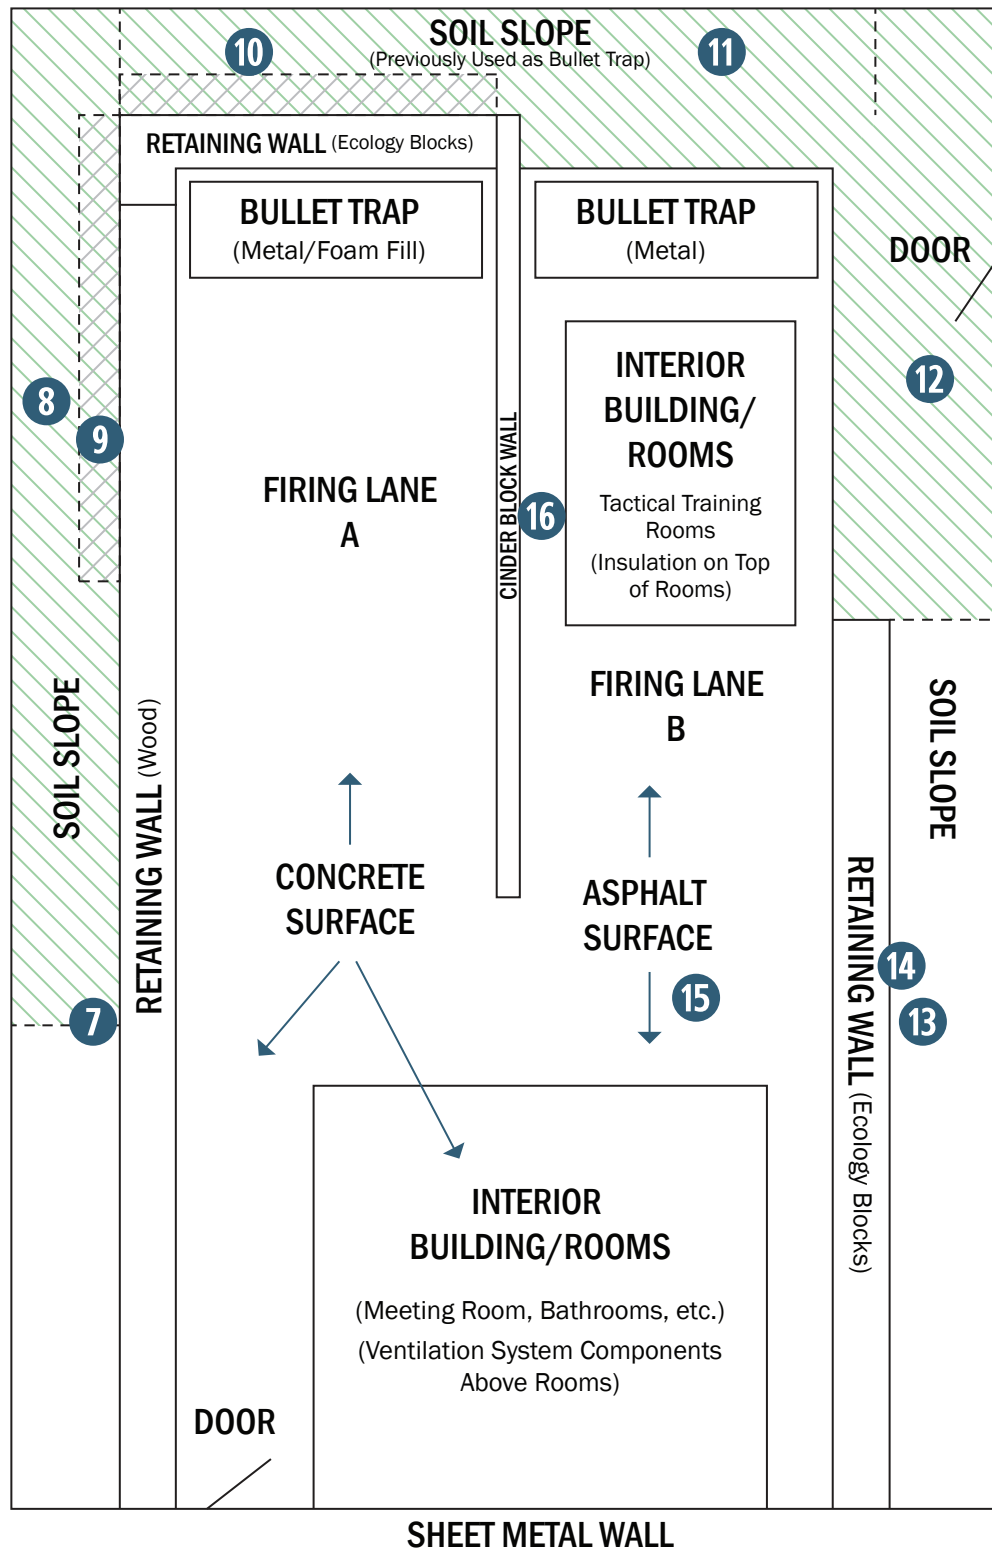 SOIL SLOPE
(Previously Used as Bullet Trap)
10
11
RETAINING WALL (Ecology Blocks)
BULLET TRAP
(Metal/Foam Fill)
BULLET TRAP
(Metal)
DOOR
8
9
12
INTERIOR
BUILDING/
ROOMS
Tactical Training
Rooms
(Insulation on Top
of Rooms)
FIRING LANE
A
CINDER BLOCK WALL
16
FIRING LANE
B
SOIL SLOPE
RETAINING WALL (Wood)
SOIL SLOPE
CONCRETE
SURFACE
ASPHALT
SURFACE
RETAINING WALL (Ecology Blocks)
14
15
13
7
INTERIOR
BUILDING/ROOMS
(Meeting Room, Bathrooms, etc.)
(Ventilation System Components
Above Rooms)
DOOR
SHEET METAL WALL